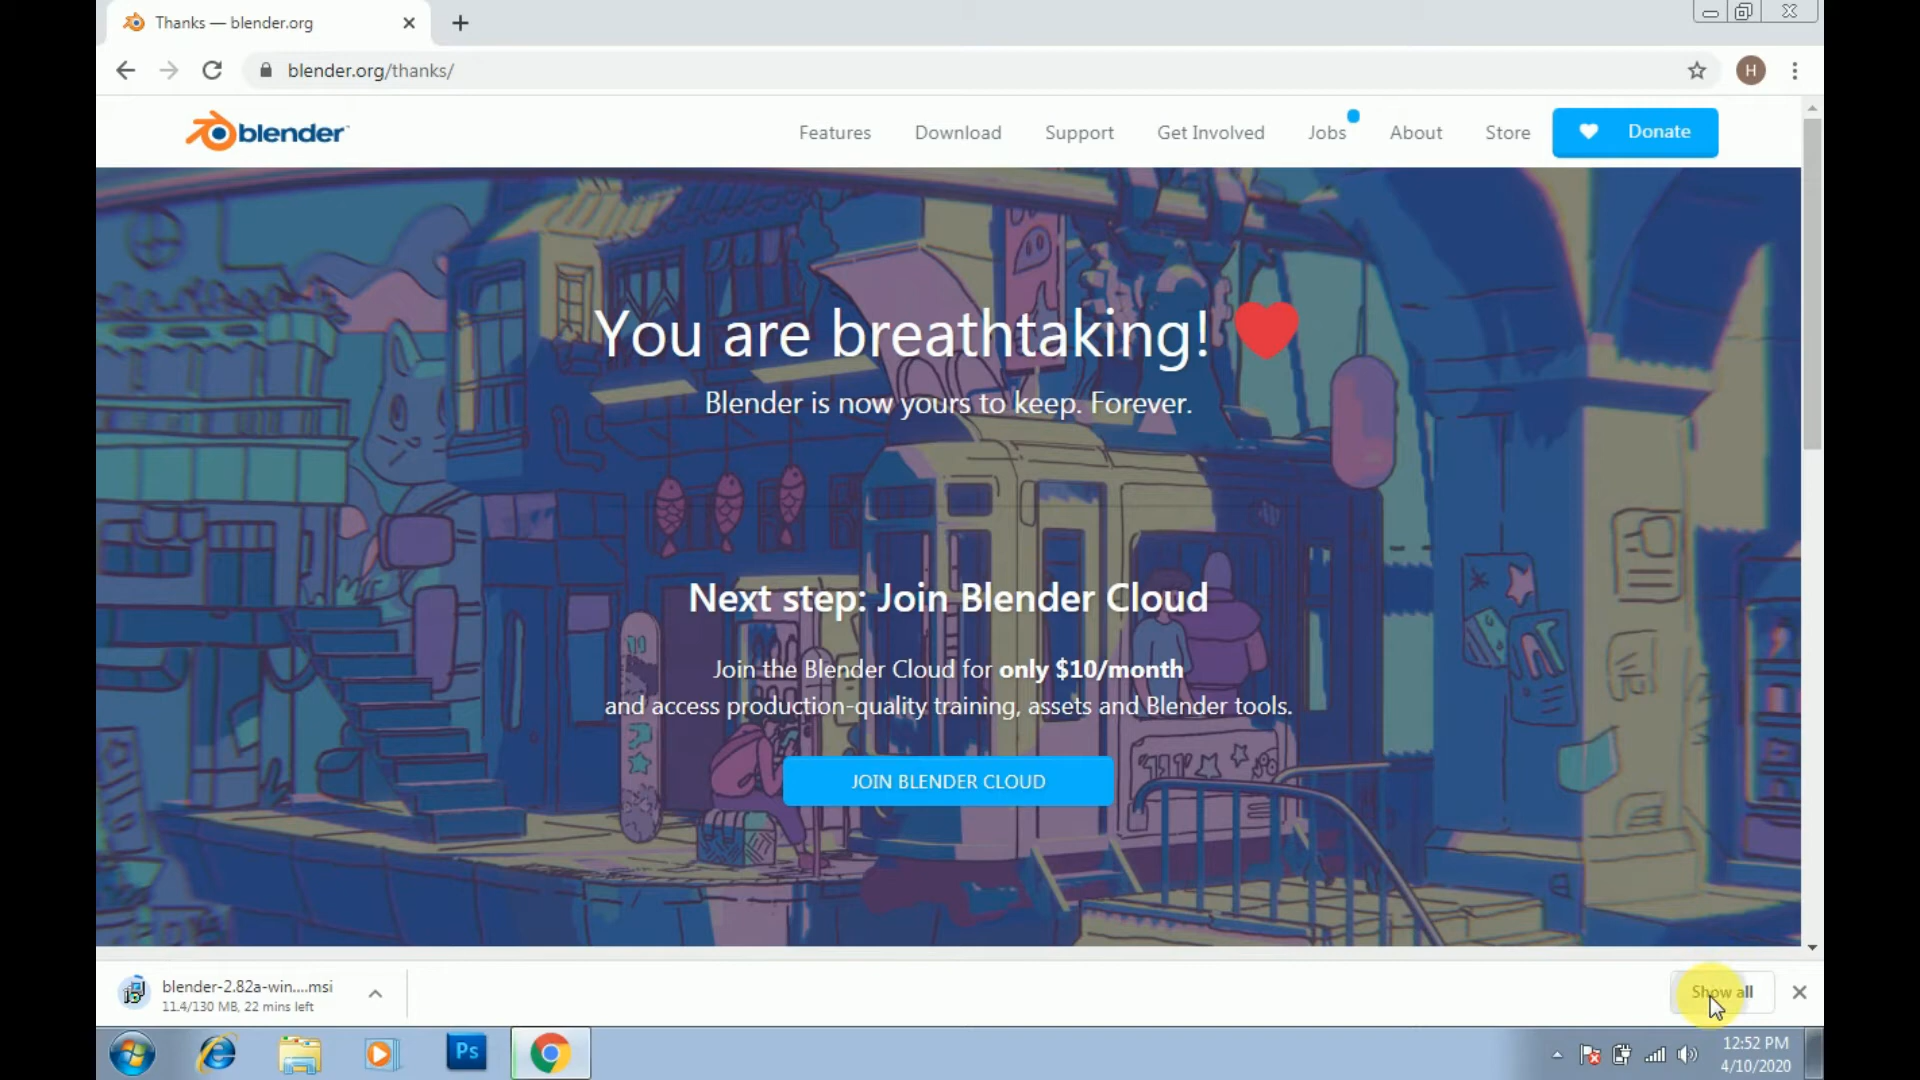 Thanks — blender.org
blender.org/thanks/
H
blender
Features
Download
Support
Get Involved
Jobs
About
Store
Donate
You are breathtaking!
Blender is now yours to keep. Forever.
Next step: Join Blender Cloud
Join the Blender Cloud for only $10/month
and access production-quality training, assets and Blender tools.
JOIN BLENDER CLOUD
blender-2.82a-win....msi
11.4/130 MB, 22 mins left
Show all
Ps
12:52 PM
4/10/2020